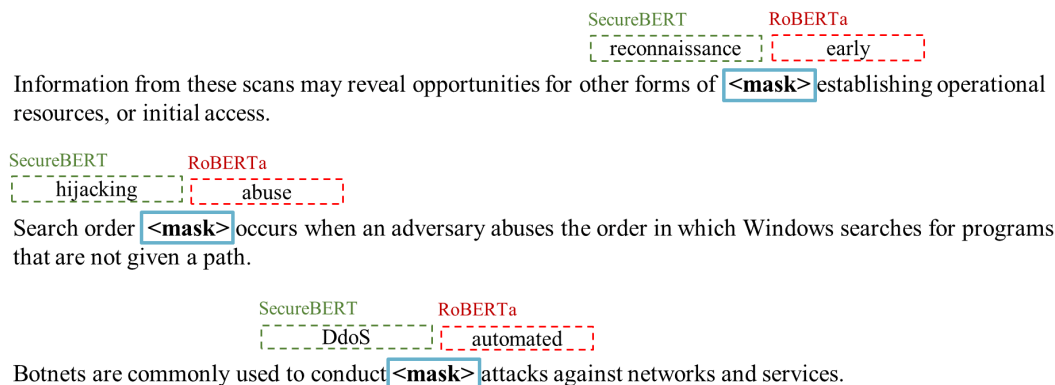 SecureBERT RoBERTa
reconnaissance early
Information from these scans may reveal opportunities for other forms of <mask> establishing operational
resources, or initial access.
SecureBERT RoBERTa
hijacking abuse
Search order <mask> occurs when an adversary abuses the order in which Windows searches for programs
that are not given a path.
SecureBERT RoBERTa
DdoS automated
Botnets are commonly used to conduct <mask> attacks against networks and services.